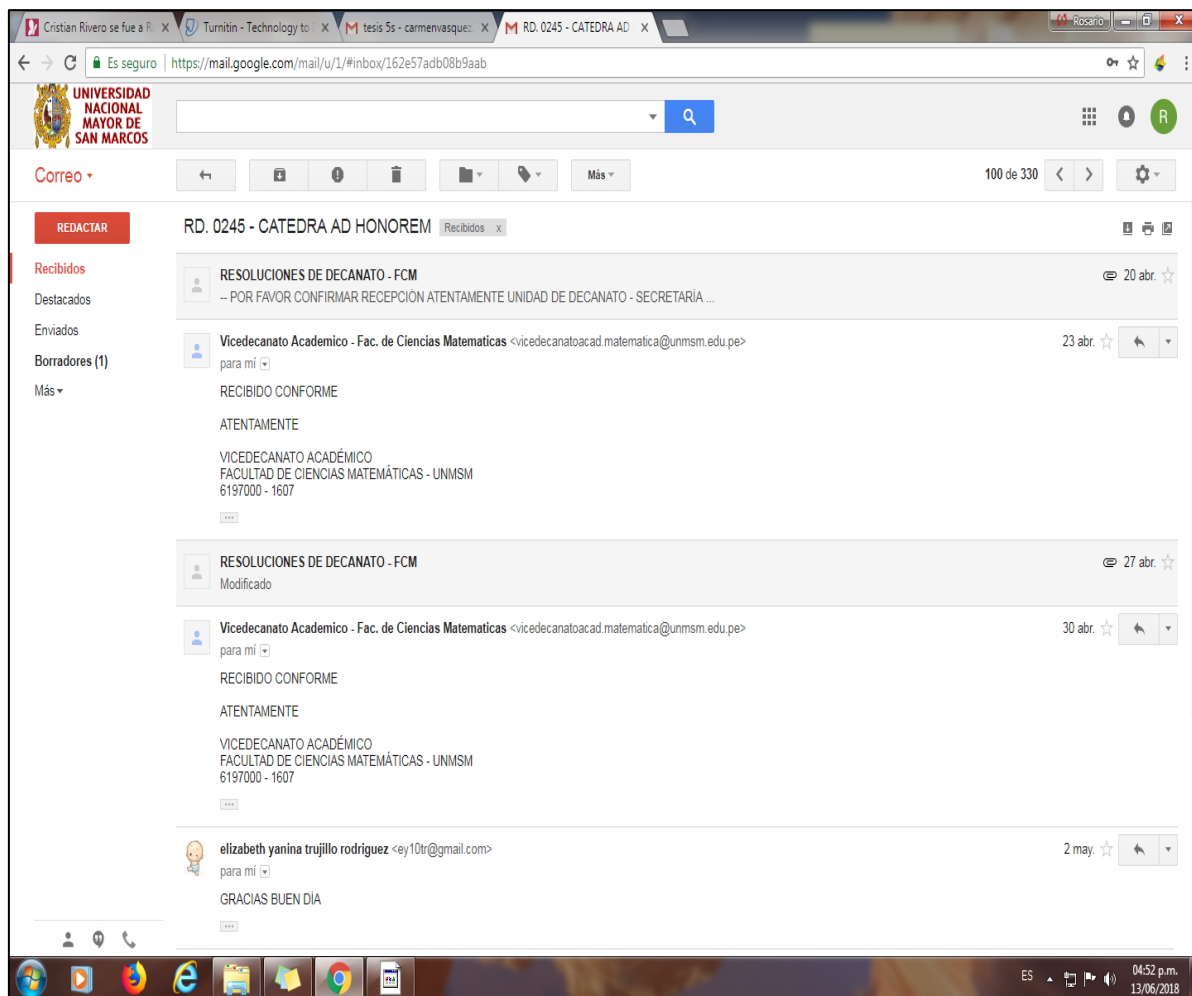 Cristian Rivero se fue a R
Turnitin - Technology to
tesis 5s - carmenvasquez
RD. 0245 - CATEDRA AD
Rosario
Es seguro
https://mail.google.com/mail/u/1/#inbox/162e57adb08b9aab
UNIVERSIDAD
NACIONAL
MAYOR DE
SAN MARCOS
R
Correo
Más
100 de 330
REDACTAR
Recibidos
Destacados
Enviados
Borradores (1)
Más
RD. 0245 - CATEDRA AD HONOREM
Recibidos x
RESOLUCIONES DE DECANATO - FCM
20 abr.
-- POR FAVOR CONFIRMAR RECEPCIÓN ATENTAMENTE UNIDAD DE DECANATO - SECRETARÍA ...
Vicedecanato Academico - Fac. de Ciencias Matematicas <vicedecanatoacad.matematica@unmsm.edu.pe>
23 abr.
para mí
RECIBIDO CONFORME
ATENTAMENTE
VICEDECANATO ACADÉMICO
FACULTAD DE CIENCIAS MATEMÁTICAS - UNMSM
6197000 - 1607
RESOLUCIONES DE DECANATO - FCM
27 abr.
Modificado
Vicedecanato Academico - Fac. de Ciencias Matematicas <vicedecanatoacad.matematica@unmsm.edu.pe>
30 abr.
para mí
RECIBIDO CONFORME
ATENTAMENTE
VICEDECANATO ACADÉMICO
FACULTAD DE CIENCIAS MATEMÁTICAS - UNMSM
6197000 - 1607
elizabeth yanina trujillo rodriguez <ey10tr@gmail.com>
2 may.
para mí
GRACIAS BUEN DÍA
ES
04:52 p.m.
13/06/2018